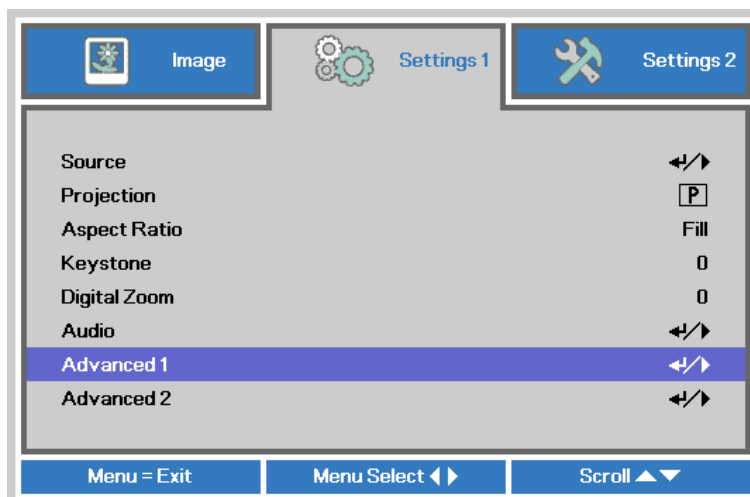 Image
Settings 1
Settings 2
Source
Projection P
Aspect Ratio Fill
Keystone 0
Digital Zoom 0
Audio
Advanced 1
Advanced 2
Menu = Exit
Menu Select
Scroll